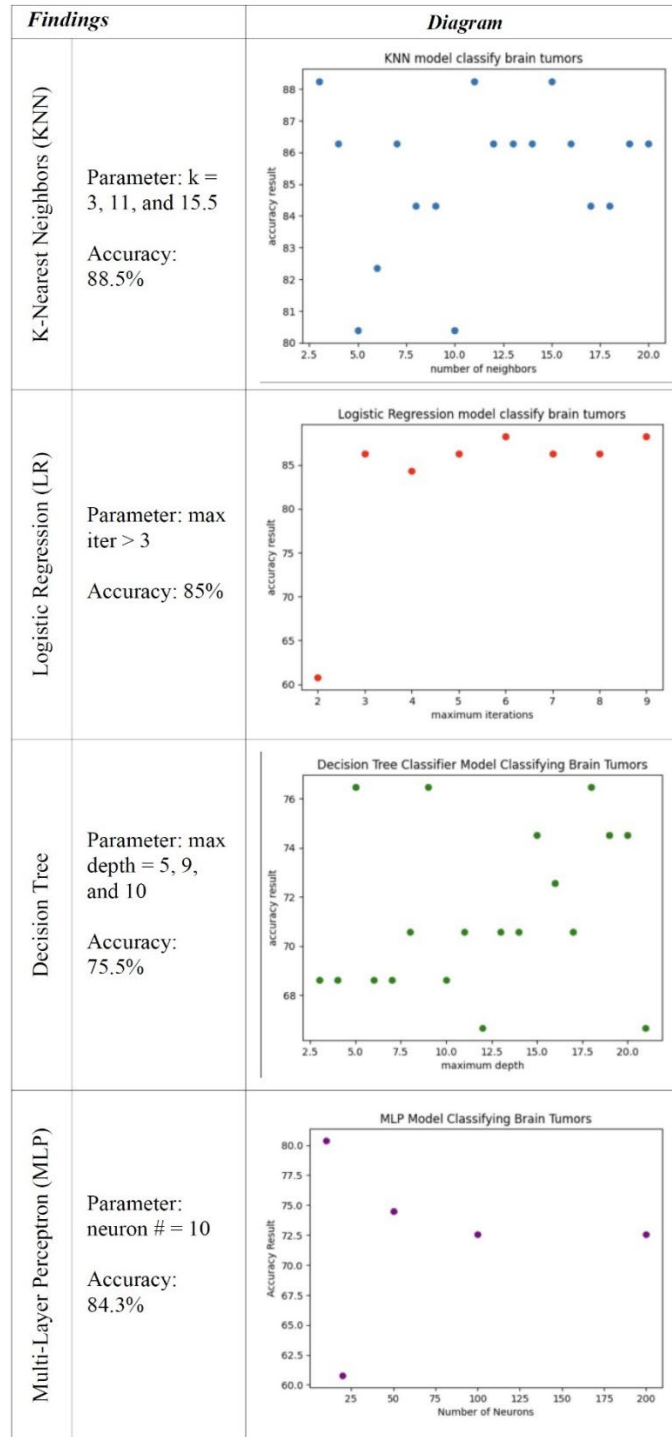 Findings
Diagram
K-Nearest Neighbors (KNN)
Parameter: k =
3, 11, and 15.5
Accuracy:
88.5%
KNN model classify brain tumors
accuracy result
88
87
86
85
84
83
82
81
80
2.5 5.0 7.5 10.0 12.5 15.0 17.5 20.0
number of neighbors
Logistic Regression (LR)
Parameter: max
iter > 3
Accuracy: 85%
Logistic Regression model classify brain tumors
accuracy result
85
80
75
70
65
60
2 3 4 5 6 7 8 9
maximum iterations
Decision Tree
Parameter: max
depth = 5, 9,
and 10
Accuracy:
75.5%
Decision Tree Classifier Model Classifying Brain Tumors
accuracy result
76
74
72
70
68
2.5 5.0 7.5 10.0 12.5 15.0 17.5 20.0
maximum depth
Multi-Layer Perceptron (MLP)
Parameter:
neuron # = 10
Accuracy:
84.3%
MLP Model Classifying Brain Tumors
Accuracy Result
80.0
77.5
75.0
72.5
70.0
67.5
65.0
62.5
60.0
25 50 75 100 125 150 175 200
Number of Neurons